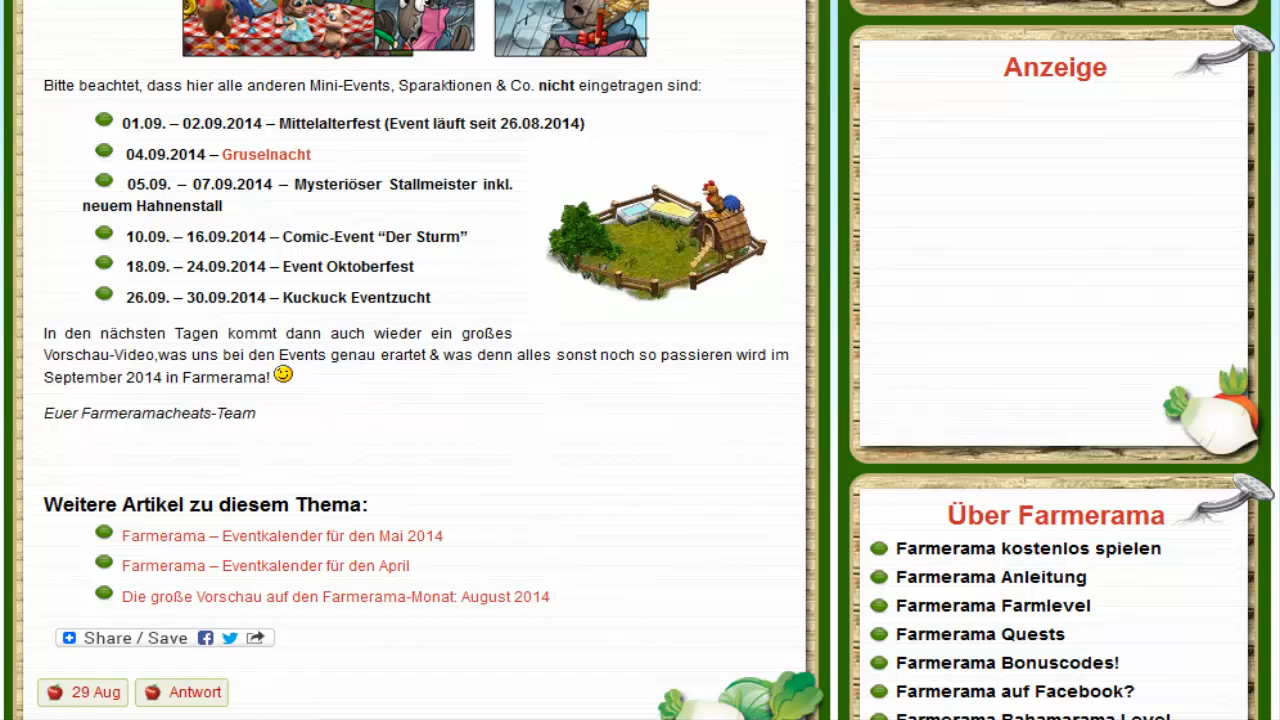 Bitte beachtet, dass hier alle anderen Mini-Events, Sparaktionen & Co. nicht eingetragen sind:
01.09. – 02.09.2014 – Mittelalterfest (Event läuft seit 26.08.2014)
04.09.2014 – Gruselnacht
05.09. – 07.09.2014 – Mysteriöser Stallmeister inkl.
neuem Hahnenstall
10.09. – 16.09.2014 – Comic-Event “Der Sturm”
18.09. – 24.09.2014 – Event Oktoberfest
26.09. – 30.09.2014 – Kuckuck Eventzucht
In den nächsten Tagen kommt dann auch wieder ein großes
Vorschau-Video,was uns bei den Events genau erartet & was denn alles sonst noch so passieren wird im
September 2014 in Farmerama!
Euer Farmeramacheats-Team
Weitere Artikel zu diesem Thema:
Farmerama – Eventkalender für den Mai 2014
Farmerama – Eventkalender für den April
Die große Vorschau auf den Farmerama-Monat: August 2014
Share / Save
29 Aug
Antwort
Anzeige
Über Farmerama
Farmerama kostenlos spielen
Farmerama Anleitung
Farmerama Farmlevel
Farmerama Quests
Farmerama Bonuscodes!
Farmerama auf Facebook?
Farmerama Bahamarama Level